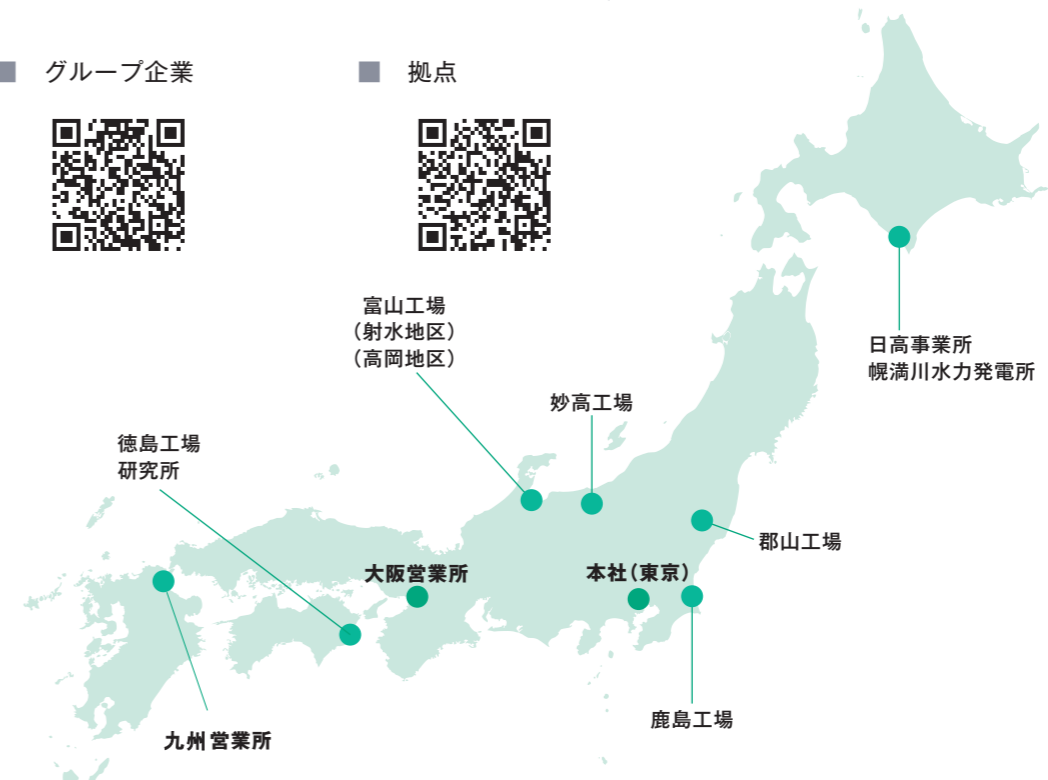 グループ企業
拠点
富山工場
（射水地区）
（高岡地区）
日高事業所
幌満川水力発電所
妙高工場
徳島工場
研究所
郡山工場
大阪営業所
本社（東京）
鹿島工場
九州営業所